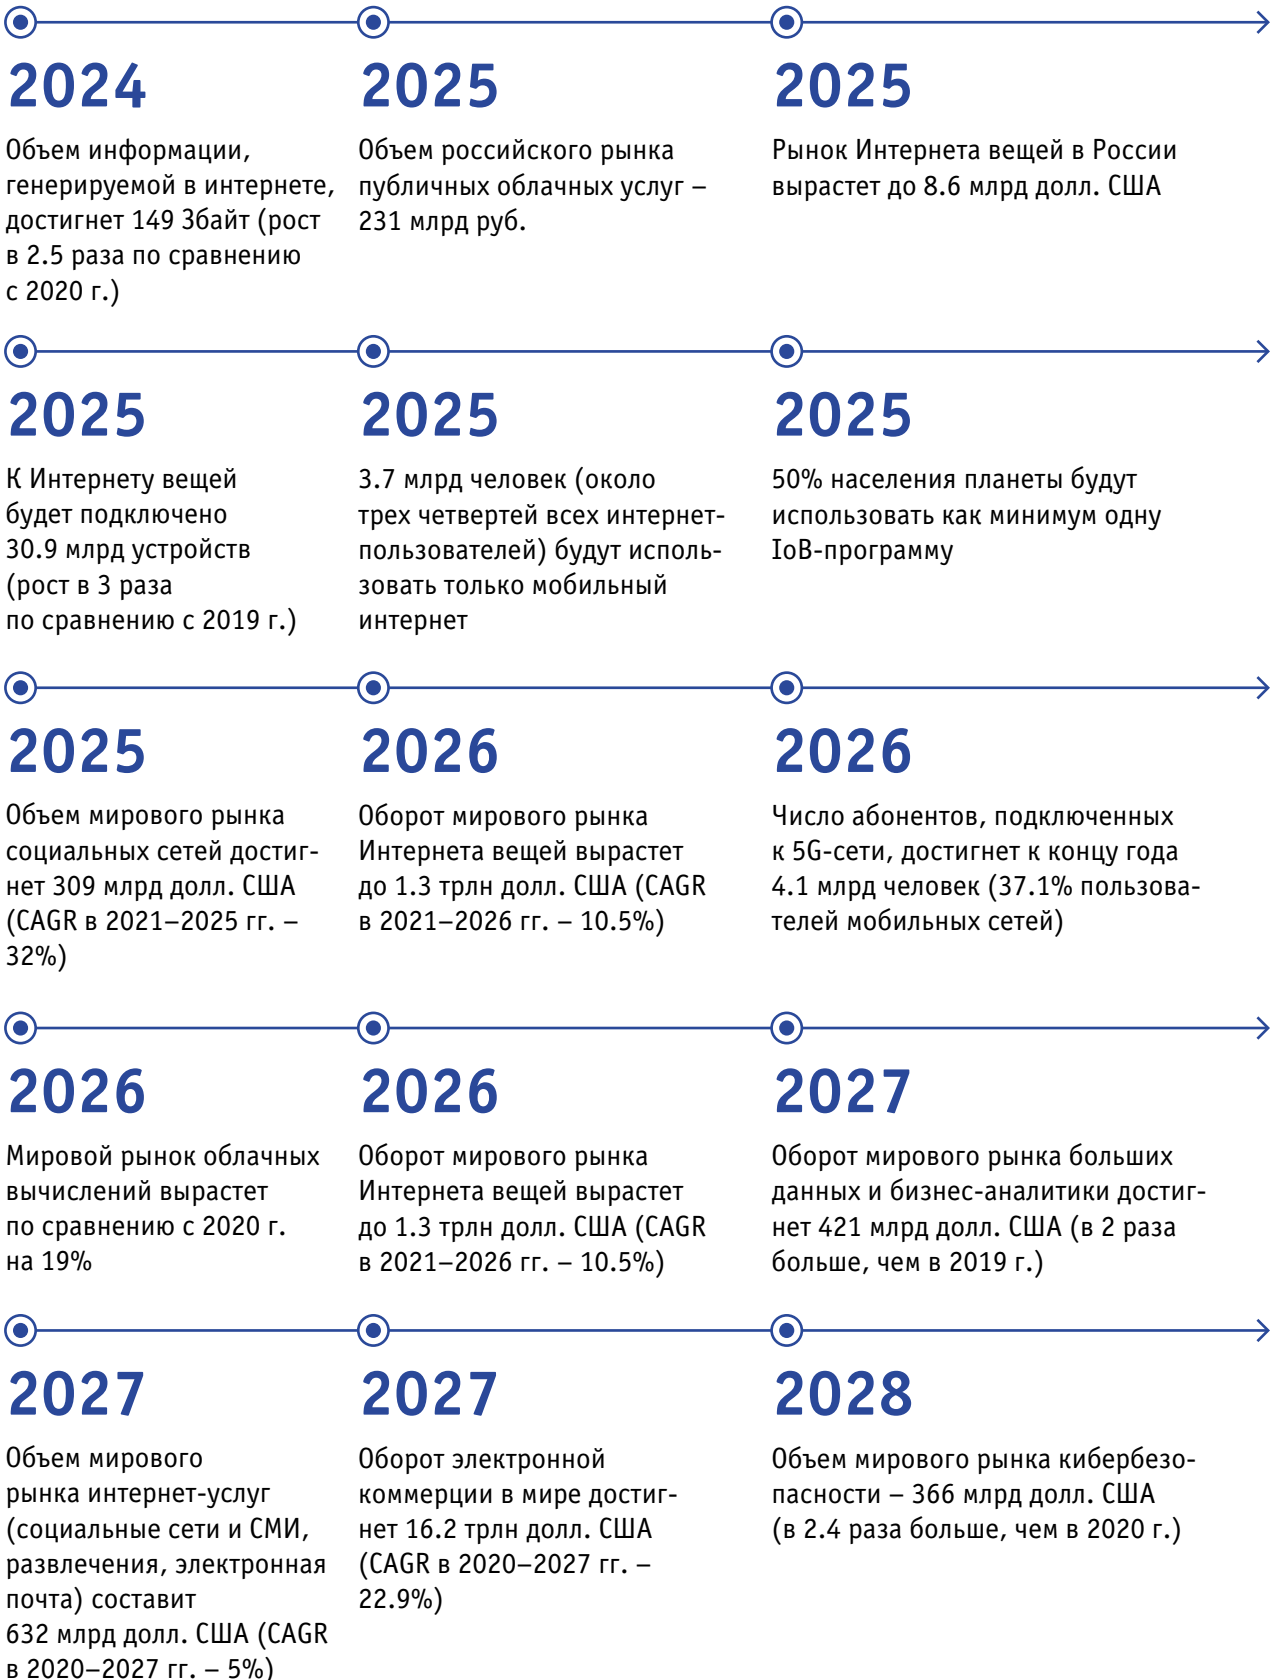 2024
Объем информации,
генерируемой в интернете,
достигнет 149 Збайт (рост
в 2.5 раза по сравнению
с 2020 г.)
2025
Объем российского рынка
публичных облачных услуг –
231 млрд руб.
2025
Рынок Интернета вещей в России
вырастет до 8.6 млрд долл. США
2025
К Интернету вещей
будет подключено
30.9 млрд устройств
(рост в 3 раза
по сравнению с 2019 г.)
2025
3.7 млрд человек (около
трех четвертей всех интернет-
пользователей) будут исполь-
зовать только мобильный
интернет
2025
50% населения планеты будут
использовать как минимум одну
IoB-программу
2025
Объем мирового рынка
социальных сетей достиг-
нет 309 млрд долл. США
(CAGR в 2021–2025 гг. –
32%)
2026
Оборот мирового рынка
Интернета вещей вырастет
до 1.3 трлн долл. США (CAGR
в 2021–2026 гг. – 10.5%)
2026
Число абонентов, подключенных
к 5G-сети, достигнет к концу года
4.1 млрд человек (37.1% пользова-
телей мобильных сетей)
2026
Мировой рынок облачных
вычислений вырастет
по сравнению с 2020 г.
на 19%
2026
Оборот мирового рынка
Интернета вещей вырастет
до 1.3 трлн долл. США (CAGR
в 2021–2026 гг. – 10.5%)
2027
Оборот мирового рынка больших
данных и бизнес-аналитики достиг-
нет 421 млрд долл. США (в 2 раза
больше, чем в 2019 г.)
2027
Объем мирового
рынка интернет-услуг
(социальные сети и СМИ,
развлечения, электронная
почта) составит
632 млрд долл. США (CAGR
в 2020–2027 гг. – 5%)
2027
Оборот электронной
коммерции в мире достиг-
нет 16.2 трлн долл. США
(CAGR в 2020–2027 гг. –
22.9%)
2028
Объем мирового рынка кибербезо-
пасности – 366 млрд долл. США
(в 2.4 раза больше, чем в 2020 г.)